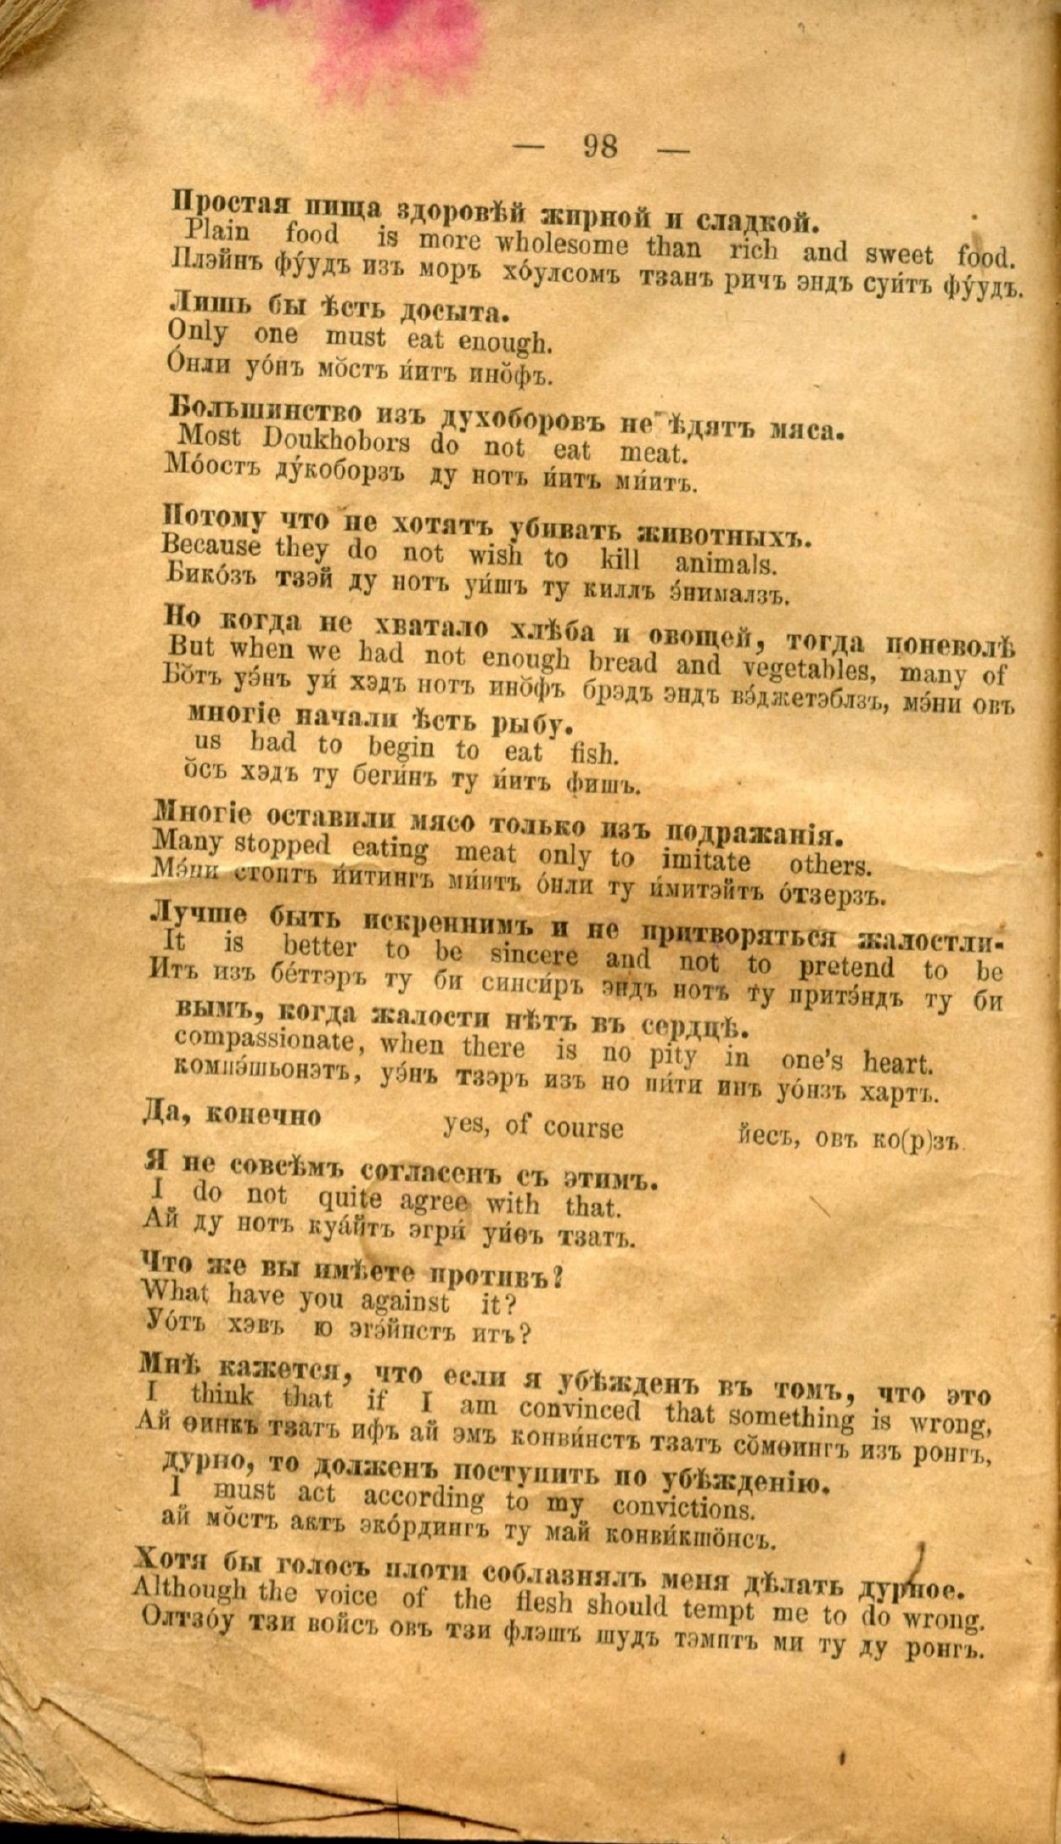 — 98 —
Простая пища здоровѣй жирной и сладкой.
Plain food is more wholesome than rich and sweet food.
Плэйнъ фу́удъ изъ моръ хо́улсомъ тзанъ ричъ эндъ суи́тъ фу́удъ.
Лишь бы ѣсть досыта.
Only one must eat enough.
О́нли уо́нъ мо̆стъ и́итъ ино̆фъ.
Большинство изъ духоборовъ не ѣдятъ мяса.
Most Doukhobors do not eat meat.
Мо́остъ ду́коборзъ ду нотъ и́итъ ми́итъ.
Потому что не хотятъ убивать животныхъ.
Because they do not wish to kill animals.
Бико́зъ тзэй ду нотъ уи́шъ ту киллъ э́нималзъ.
Но когда не хватало хлѣба и овощей, тогда поневолѣ
But when we had not enough bread and vegetables, many of
Бо̆тъ уэ́нъ уи́ хэдъ нотъ ино̆фъ брэдъ эндъ вэ́джетэблзъ, мэ́ни овъ
многіе начали ѣсть рыбу.
us had to begin to eat fish.
о̆съ хэдъ ту беги́нъ ту и́итъ фишъ.
Многіе оставили мясо только изъ подражанія.
Many stopped eating meat only to imitate others.
Мэ́ни стоптъ и́итингъ ми́итъ о́нли ту и́митэйтъ о́тзерзъ.
Лучше быть искреннимъ и не притворяться жалостли-
It is better to be sincere and not to pretend to be
Итъ изъ бе́ттэръ ту би синси́ръ эндъ нотъ ту притэ́ндъ ту би
вымъ, когда жалости нѣтъ въ сердцѣ.
compassionate, when there is no pity in one's heart.
компэ́шьонэтъ, уэ́нъ тзэръ изъ но пи́ти инъ уо́нзъ хартъ.
Да, конечно yes, of course йесъ, овъ ко(р)зъ
Я не совсѣмъ согласенъ съ этимъ.
I do not quite agree with that.
Ай ду нотъ куа́йтъ эгри́ уи́ѳъ тзатъ.
Что же вы имѣете противъ?
What have you against it?
Уо́тъ хэвъ ю эгэ́йнстъ итъ?
Мнѣ кажется, что если я убѣжденъ въ томъ, что это
I think that if I am convinced that something is wrong,
Ай ѳинкъ тзатъ ифъ ай эмъ конви́нстъ тзатъ со̆мѳингъ изъ ронгъ,
дурно, то долженъ поступить по убѣжденію.
I must act according to my convictions.
ай мо̆стъ актъ эко́рдингъ ту май конви́кшо̆нсъ.
Хотя бы голосъ плоти соблазнялъ меня дѣлать дурное.
Although the voice of the flesh should tempt me to do wrong.
Олтзо́у тзи войсъ овъ тзи флэшъ шудъ тэмптъ ми ту ду ронгъ.